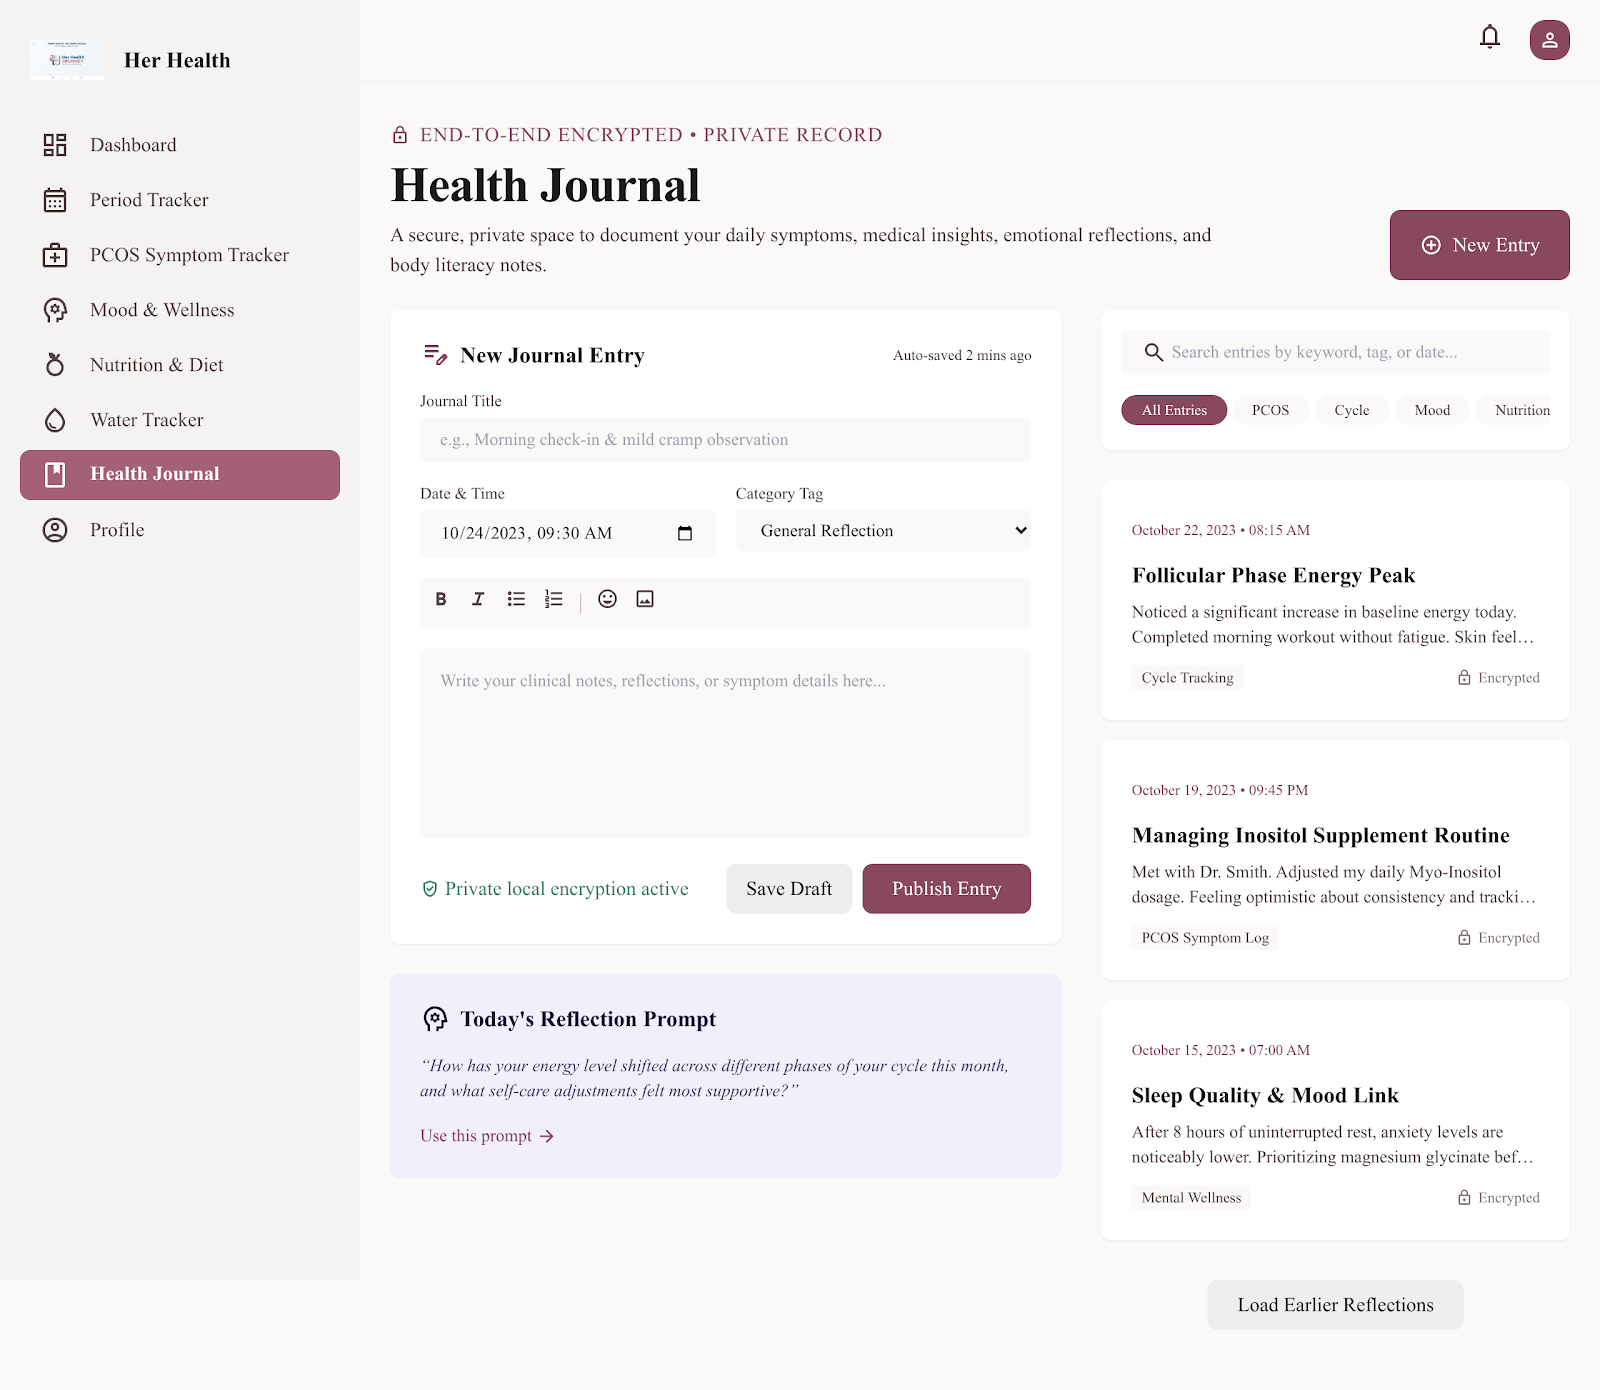 Her Health
Dashboard
Period Tracker
PCOS Symptom Tracker
Mood & Wellness
Nutrition & Diet
Water Tracker
Health Journal
Profile
END-TO-END ENCRYPTED • PRIVATE RECORD
Health Journal
A secure, private space to document your daily symptoms, medical insights, emotional reflections, and
body literacy notes.
New Entry
New Journal Entry
Auto-saved 2 mins ago
Journal Title
e.g., Morning check-in & mild cramp observation
Date & Time
Category Tag
10/24/2023, 09:30 AM
General Reflection
Write your clinical notes, reflections, or symptom details here...
Private local encryption active
Save Draft
Publish Entry
Today's Reflection Prompt
“How has your energy level shifted across different phases of your cycle this month,
and what self-care adjustments felt most supportive?”
Use this prompt
Search entries by keyword, tag, or date...
All Entries
PCOS
Cycle
Mood
Nutrition
October 22, 2023 • 08:15 AM
Follicular Phase Energy Peak
Noticed a significant increase in baseline energy today.
Completed morning workout without fatigue. Skin feel…
Cycle Tracking
Encrypted
October 19, 2023 • 09:45 PM
Managing Inositol Supplement Routine
Met with Dr. Smith. Adjusted my daily Myo-Inositol
dosage. Feeling optimistic about consistency and tracki…
PCOS Symptom Log
Encrypted
October 15, 2023 • 07:00 AM
Sleep Quality & Mood Link
After 8 hours of uninterrupted rest, anxiety levels are
noticeably lower. Prioritizing magnesium glycinate bef…
Mental Wellness
Encrypted
Load Earlier Reflections